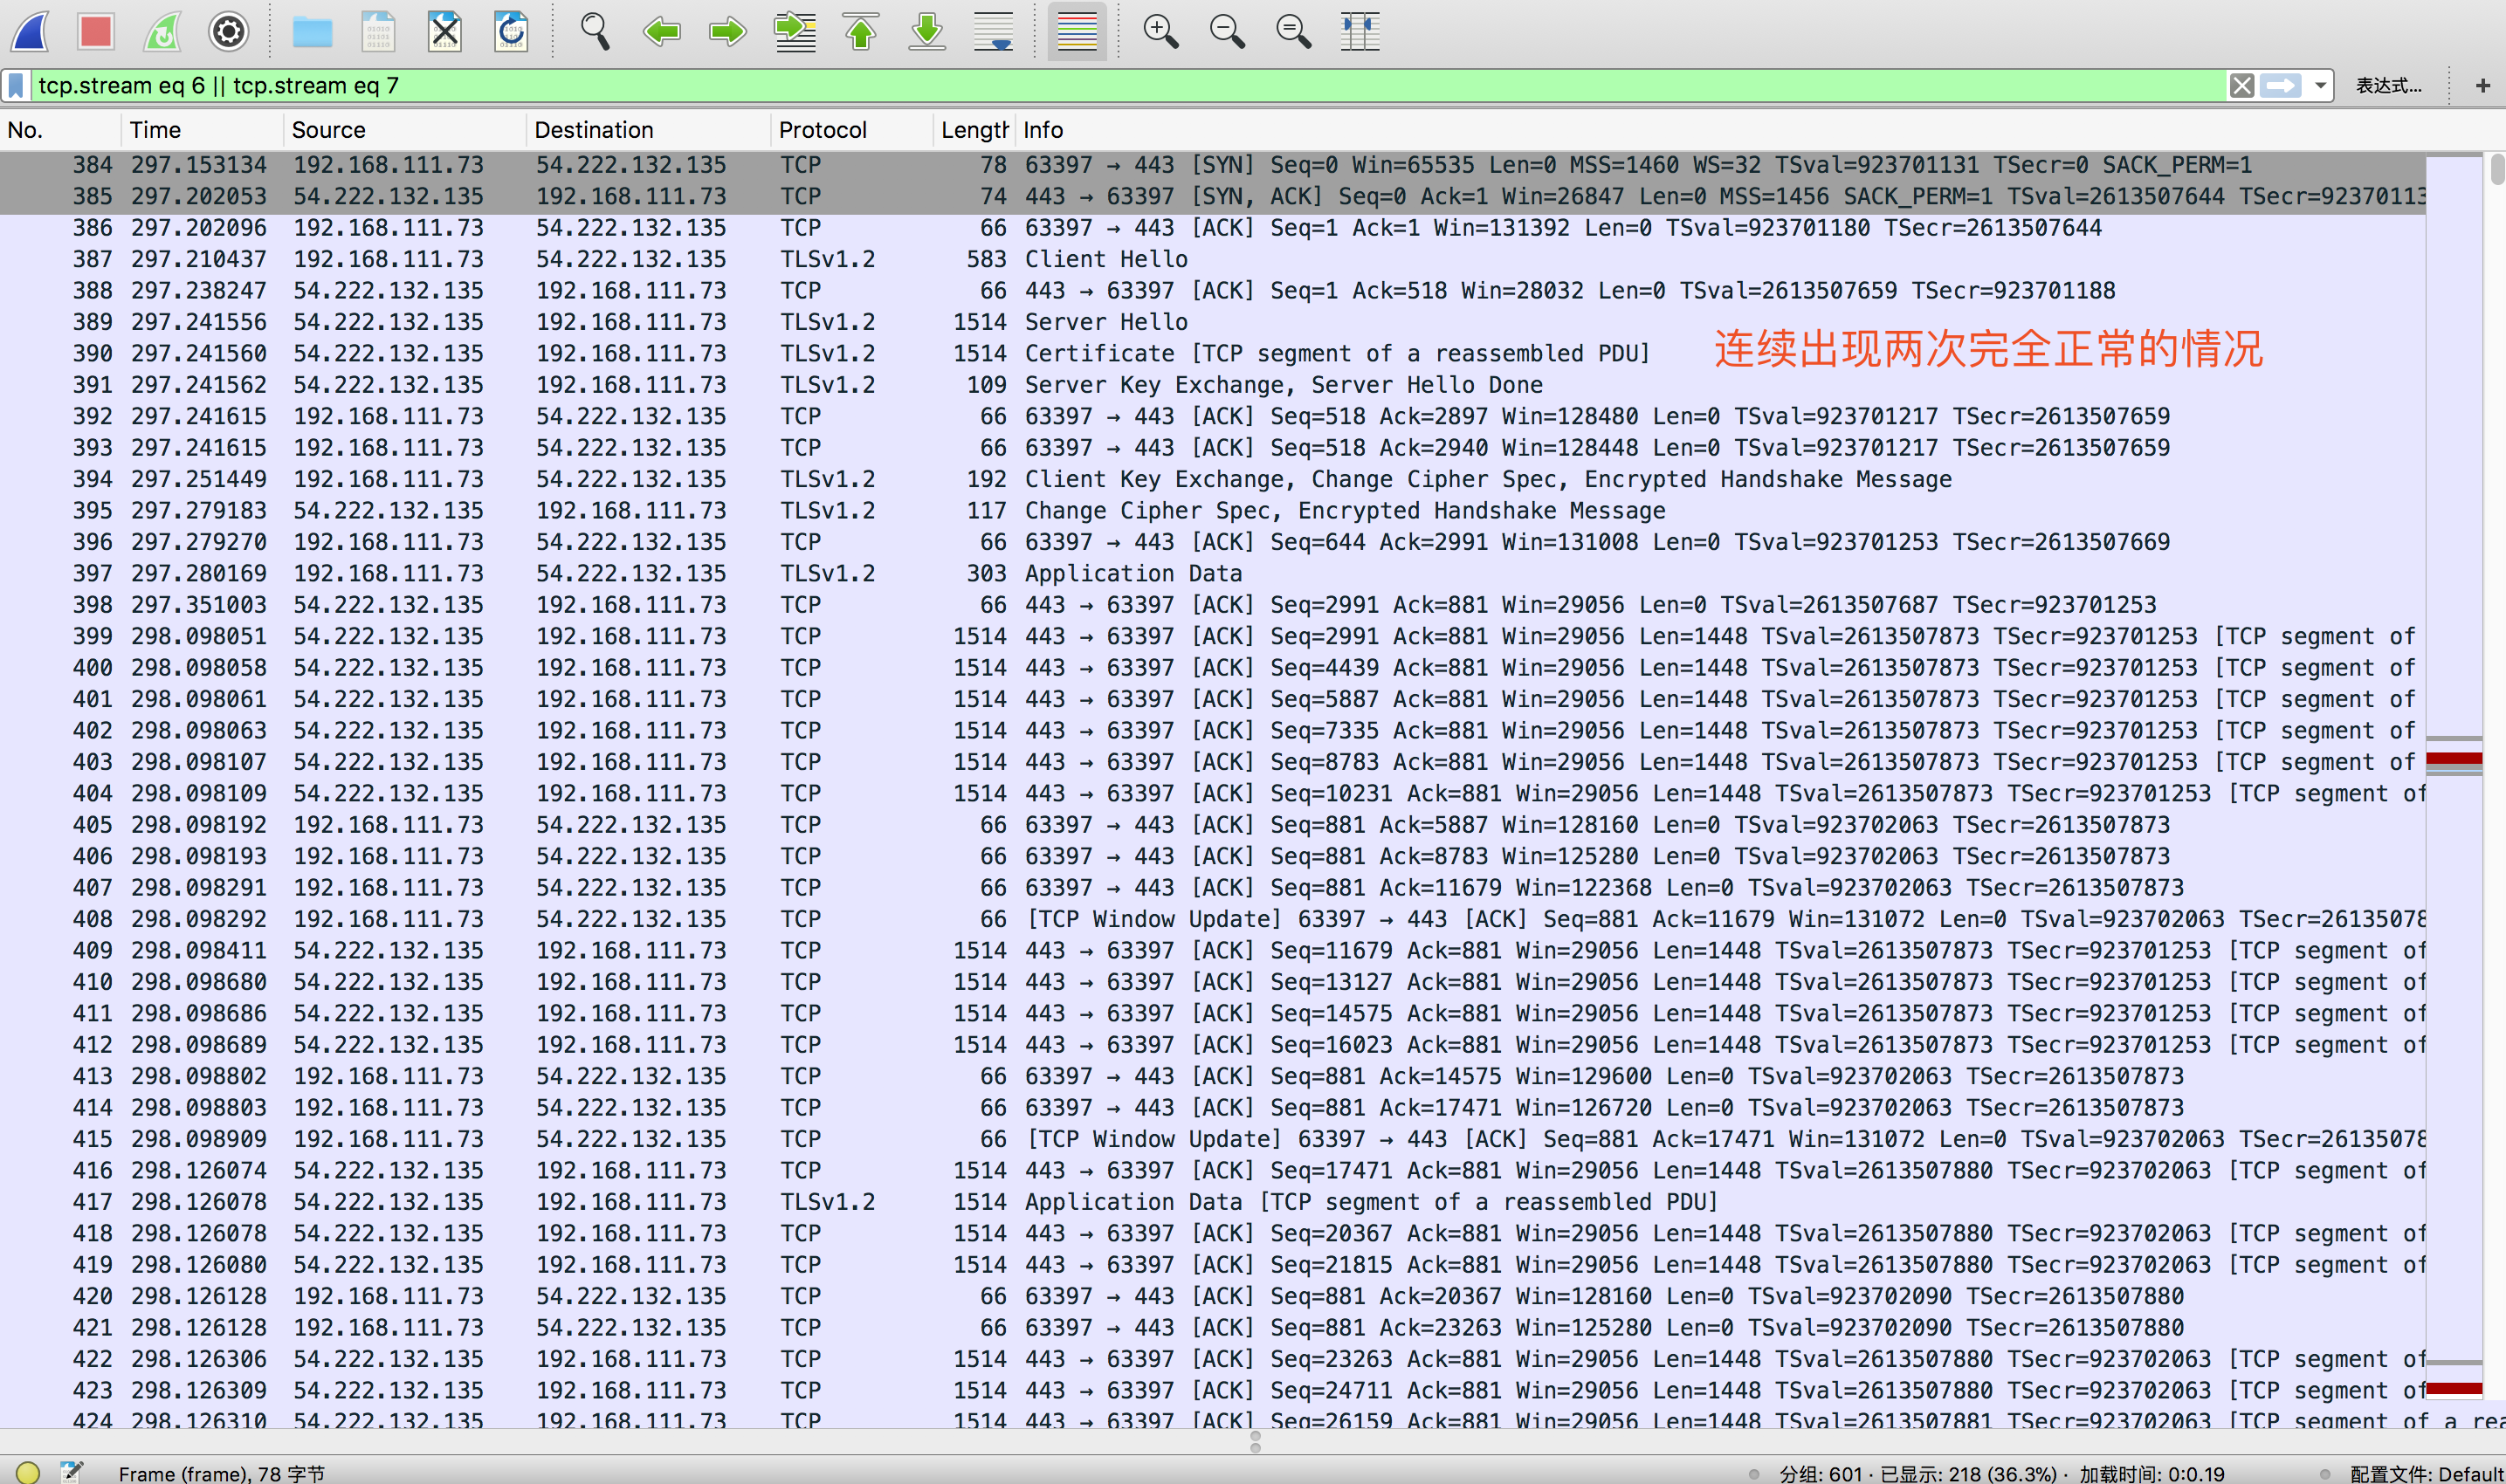 tcp.stream eq 6 || tcp.stream eq 7 表达式... +
No. Time Source Destination Protocol Length Info
384 297.153134 192.168.111.73 54.222.132.135 TCP 78 63397 → 443 [SYN] Seq=0 Win=65535 Len=0 MSS=1460 WS=32 TSval=923701131 TSecr=0 SACK_PERM=1
385 297.202053 54.222.132.135 192.168.111.73 TCP 74 443 → 63397 [SYN, ACK] Seq=0 Ack=1 Win=26847 Len=0 MSS=1456 SACK_PERM=1 TSval=2613507644 TSecr=92370113
386 297.202096 192.168.111.73 54.222.132.135 TCP 66 63397 → 443 [ACK] Seq=1 Ack=1 Win=131392 Len=0 TSval=923701180 TSecr=2613507644
387 297.210437 192.168.111.73 54.222.132.135 TLSv1.2 583 Client Hello
388 297.238247 54.222.132.135 192.168.111.73 TCP 66 443 → 63397 [ACK] Seq=1 Ack=518 Win=28032 Len=0 TSval=2613507659 TSecr=923701188
389 297.241556 54.222.132.135 192.168.111.73 TLSv1.2 1514 Server Hello
390 297.241560 54.222.132.135 192.168.111.73 TLSv1.2 1514 Certificate [TCP segment of a reassembled PDU]
连续出现两次完全正常的情况
391 297.241562 54.222.132.135 192.168.111.73 TLSv1.2 109 Server Key Exchange, Server Hello Done
392 297.241615 192.168.111.73 54.222.132.135 TCP 66 63397 → 443 [ACK] Seq=518 Ack=2897 Win=128480 Len=0 TSval=923701217 TSecr=2613507659
393 297.241615 192.168.111.73 54.222.132.135 TCP 66 63397 → 443 [ACK] Seq=518 Ack=2940 Win=128448 Len=0 TSval=923701217 TSecr=2613507659
394 297.251449 192.168.111.73 54.222.132.135 TLSv1.2 192 Client Key Exchange, Change Cipher Spec, Encrypted Handshake Message
395 297.279183 54.222.132.135 192.168.111.73 TLSv1.2 117 Change Cipher Spec, Encrypted Handshake Message
396 297.279270 192.168.111.73 54.222.132.135 TCP 66 63397 → 443 [ACK] Seq=644 Ack=2991 Win=131008 Len=0 TSval=923701253 TSecr=2613507669
397 297.280169 192.168.111.73 54.222.132.135 TLSv1.2 303 Application Data
398 297.351003 54.222.132.135 192.168.111.73 TCP 66 443 → 63397 [ACK] Seq=2991 Ack=881 Win=29056 Len=0 TSval=2613507687 TSecr=923701253
399 298.098051 54.222.132.135 192.168.111.73 TCP 1514 443 → 63397 [ACK] Seq=2991 Ack=881 Win=29056 Len=1448 TSval=2613507873 TSecr=923701253 [TCP segment of
400 298.098058 54.222.132.135 192.168.111.73 TCP 1514 443 → 63397 [ACK] Seq=4439 Ack=881 Win=29056 Len=1448 TSval=2613507873 TSecr=923701253 [TCP segment of
401 298.098061 54.222.132.135 192.168.111.73 TCP 1514 443 → 63397 [ACK] Seq=5887 Ack=881 Win=29056 Len=1448 TSval=2613507873 TSecr=923701253 [TCP segment of
402 298.098063 54.222.132.135 192.168.111.73 TCP 1514 443 → 63397 [ACK] Seq=7335 Ack=881 Win=29056 Len=1448 TSval=2613507873 TSecr=923701253 [TCP segment of
403 298.098107 54.222.132.135 192.168.111.73 TCP 1514 443 → 63397 [ACK] Seq=8783 Ack=881 Win=29056 Len=1448 TSval=2613507873 TSecr=923701253 [TCP segment of
404 298.098109 54.222.132.135 192.168.111.73 TCP 1514 443 → 63397 [ACK] Seq=10231 Ack=881 Win=29056 Len=1448 TSval=2613507873 TSecr=923701253 [TCP segment of
405 298.098192 192.168.111.73 54.222.132.135 TCP 66 63397 → 443 [ACK] Seq=881 Ack=5887 Win=128160 Len=0 TSval=923702063 TSecr=2613507873
406 298.098193 192.168.111.73 54.222.132.135 TCP 66 63397 → 443 [ACK] Seq=881 Ack=8783 Win=125280 Len=0 TSval=923702063 TSecr=2613507873
407 298.098291 192.168.111.73 54.222.132.135 TCP 66 63397 → 443 [ACK] Seq=881 Ack=11679 Win=122368 Len=0 TSval=923702063 TSecr=2613507873
408 298.098292 192.168.111.73 54.222.132.135 TCP 66 [TCP Window Update] 63397 → 443 [ACK] Seq=881 Ack=11679 Win=131072 Len=0 TSval=923702063 TSecr=26135078
409 298.098411 54.222.132.135 192.168.111.73 TCP 1514 443 → 63397 [ACK] Seq=11679 Ack=881 Win=29056 Len=1448 TSval=2613507873 TSecr=923701253 [TCP segment of
410 298.098680 54.222.132.135 192.168.111.73 TCP 1514 443 → 63397 [ACK] Seq=13127 Ack=881 Win=29056 Len=1448 TSval=2613507873 TSecr=923701253 [TCP segment of
411 298.098686 54.222.132.135 192.168.111.73 TCP 1514 443 → 63397 [ACK] Seq=14575 Ack=881 Win=29056 Len=1448 TSval=2613507873 TSecr=923701253 [TCP segment of
412 298.098689 54.222.132.135 192.168.111.73 TCP 1514 443 → 63397 [ACK] Seq=16023 Ack=881 Win=29056 Len=1448 TSval=2613507873 TSecr=923701253 [TCP segment of
413 298.098802 192.168.111.73 54.222.132.135 TCP 66 63397 → 443 [ACK] Seq=881 Ack=14575 Win=129600 Len=0 TSval=923702063 TSecr=2613507873
414 298.098803 192.168.111.73 54.222.132.135 TCP 66 63397 → 443 [ACK] Seq=881 Ack=17471 Win=126720 Len=0 TSval=923702063 TSecr=2613507873
415 298.098909 192.168.111.73 54.222.132.135 TCP 66 [TCP Window Update] 63397 → 443 [ACK] Seq=881 Ack=17471 Win=131072 Len=0 TSval=923702063 TSecr=26135078
416 298.126074 54.222.132.135 192.168.111.73 TCP 1514 443 → 63397 [ACK] Seq=17471 Ack=881 Win=29056 Len=1448 TSval=2613507880 TSecr=923702063 [TCP segment of
417 298.126078 54.222.132.135 192.168.111.73 TLSv1.2 1514 Application Data [TCP segment of a reassembled PDU]
418 298.126078 54.222.132.135 192.168.111.73 TCP 1514 443 → 63397 [ACK] Seq=20367 Ack=881 Win=29056 Len=1448 TSval=2613507880 TSecr=923702063 [TCP segment of
419 298.126080 54.222.132.135 192.168.111.73 TCP 1514 443 → 63397 [ACK] Seq=21815 Ack=881 Win=29056 Len=1448 TSval=2613507880 TSecr=923702063 [TCP segment of
420 298.126128 192.168.111.73 54.222.132.135 TCP 66 63397 → 443 [ACK] Seq=881 Ack=20367 Win=128160 Len=0 TSval=923702090 TSecr=2613507880
421 298.126128 192.168.111.73 54.222.132.135 TCP 66 63397 → 443 [ACK] Seq=881 Ack=23263 Win=125280 Len=0 TSval=923702090 TSecr=2613507880
422 298.126306 54.222.132.135 192.168.111.73 TCP 1514 443 → 63397 [ACK] Seq=23263 Ack=881 Win=29056 Len=1448 TSval=2613507880 TSecr=923702063 [TCP segment of
423 298.126309 54.222.132.135 192.168.111.73 TCP 1514 443 → 63397 [ACK] Seq=24711 Ack=881 Win=29056 Len=1448 TSval=2613507880 TSecr=923702063 [TCP segment of
424 298.126310 54.222.132.135 192.168.111.73 TCP 1514 443 → 63397 [ACK] Seq=26159 Ack=881 Win=29056 Len=1448 TSval=2613507881 TSecr=923702063 [TCP segment of a rea
Frame (frame), 78 字节 分组: 601 · 已显示: 218 (36.3%) · 加载时间: 0:0.19 配置文件: Default